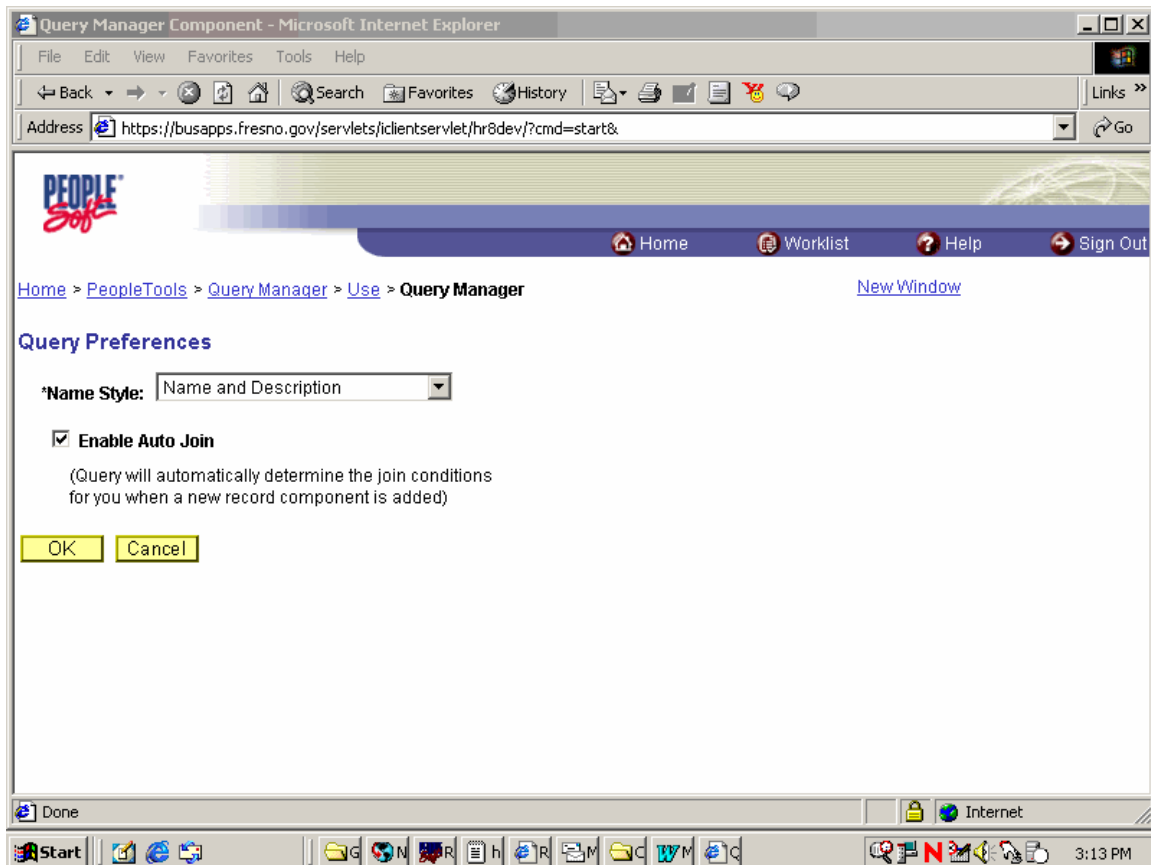 Query Manager Component - Microsoft Internet Explorer
File Edit View Favorites Tools Help
Back Search Favorites History Links »
Address https://busapps.fresno.gov/servlets/iclientservlet/hr8dev/?cmd=start& Go
PEOPLE
Soft
Home Worklist Help Sign Out
Home > PeopleTools > Query Manager > Use > Query Manager New Window
Query Preferences
*Name Style: Name and Description
Enable Auto Join
(Query will automatically determine the join conditions
for you when a new record component is added)
OK Cancel
Done Internet
Start G N R h R M C W M C N 3:13 PM